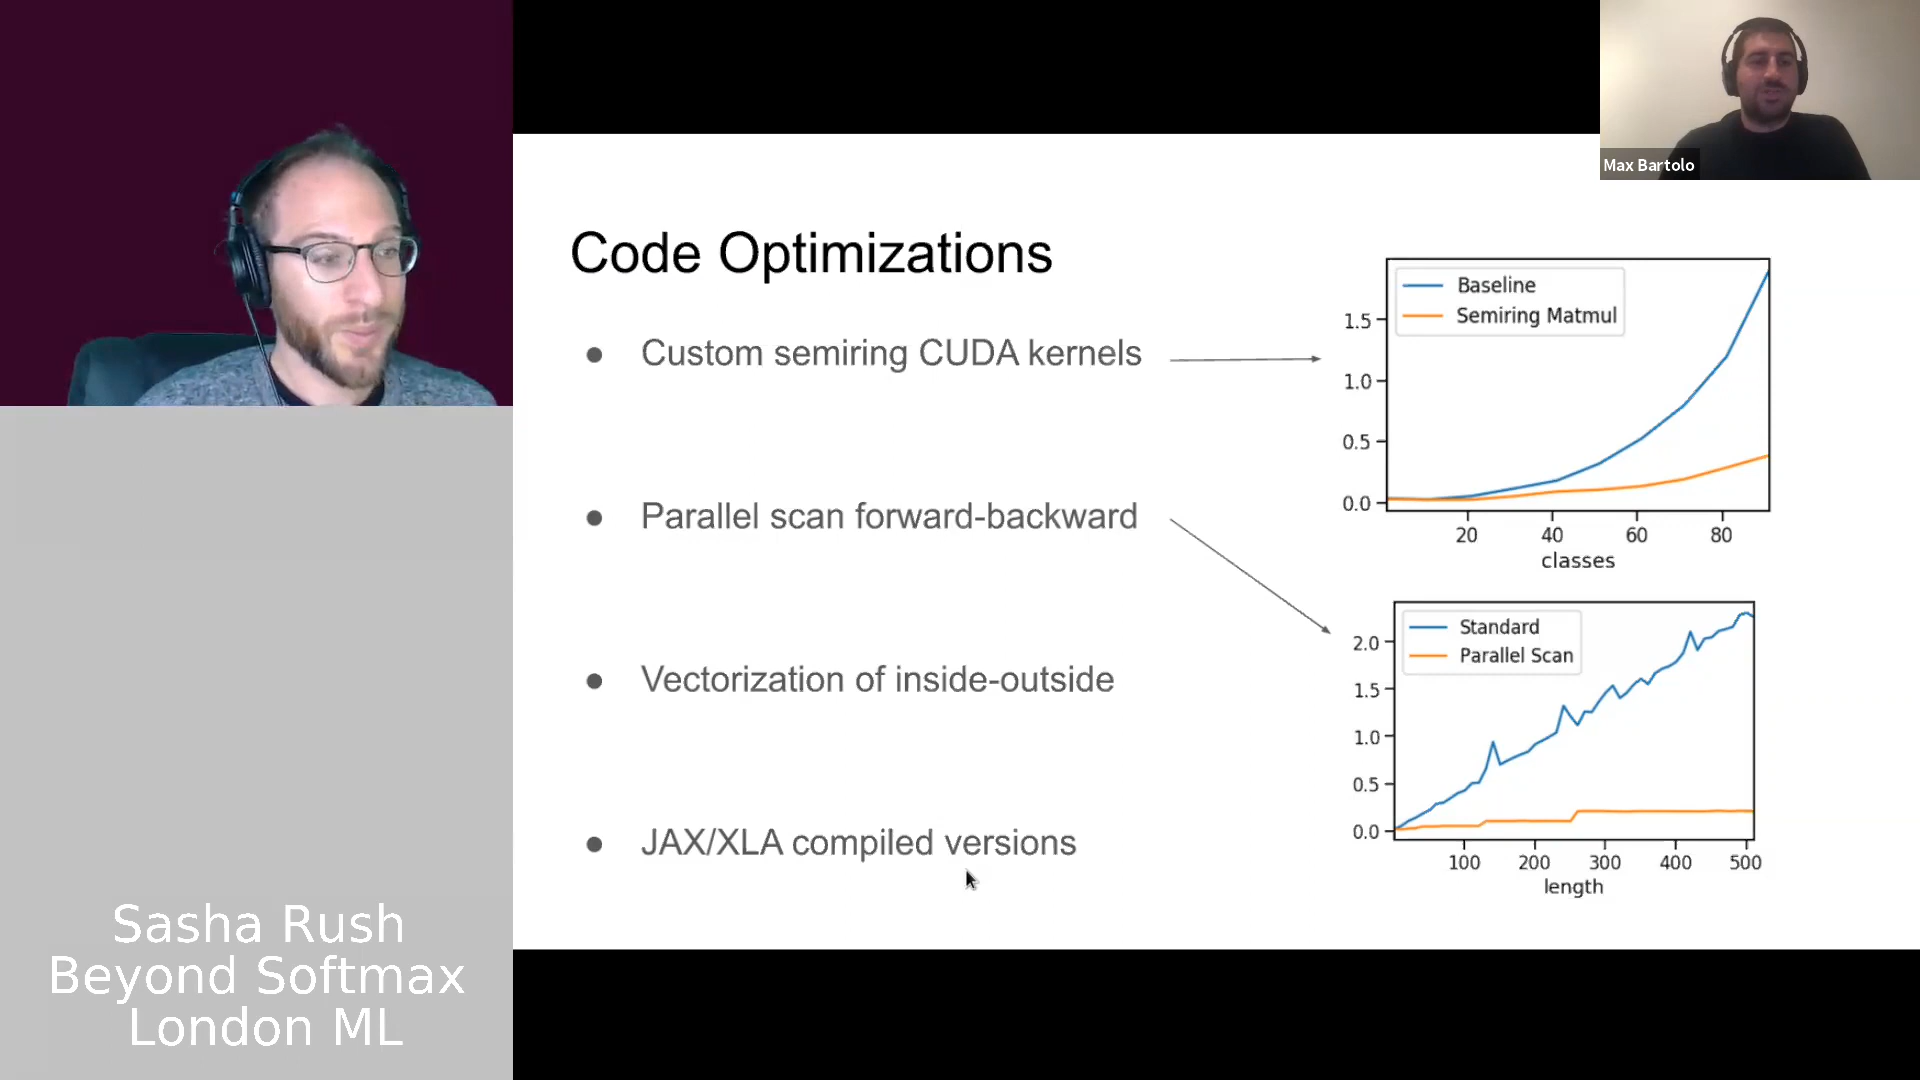 Max Bartolo
Code Optimizations
● Custom semiring CUDA kernels
● Parallel scan forward-backward
● Vectorization of inside-outside
● JAX/XLA compiled versions
Baseline
Semiring Matmul
1.5
1.0
0.5
0.0
20 40 60 80
classes
Standard
Parallel Scan
2.0
1.5
1.0
0.5
0.0
100 200 300 400 500
length
Sasha Rush
Beyond Softmax
London ML